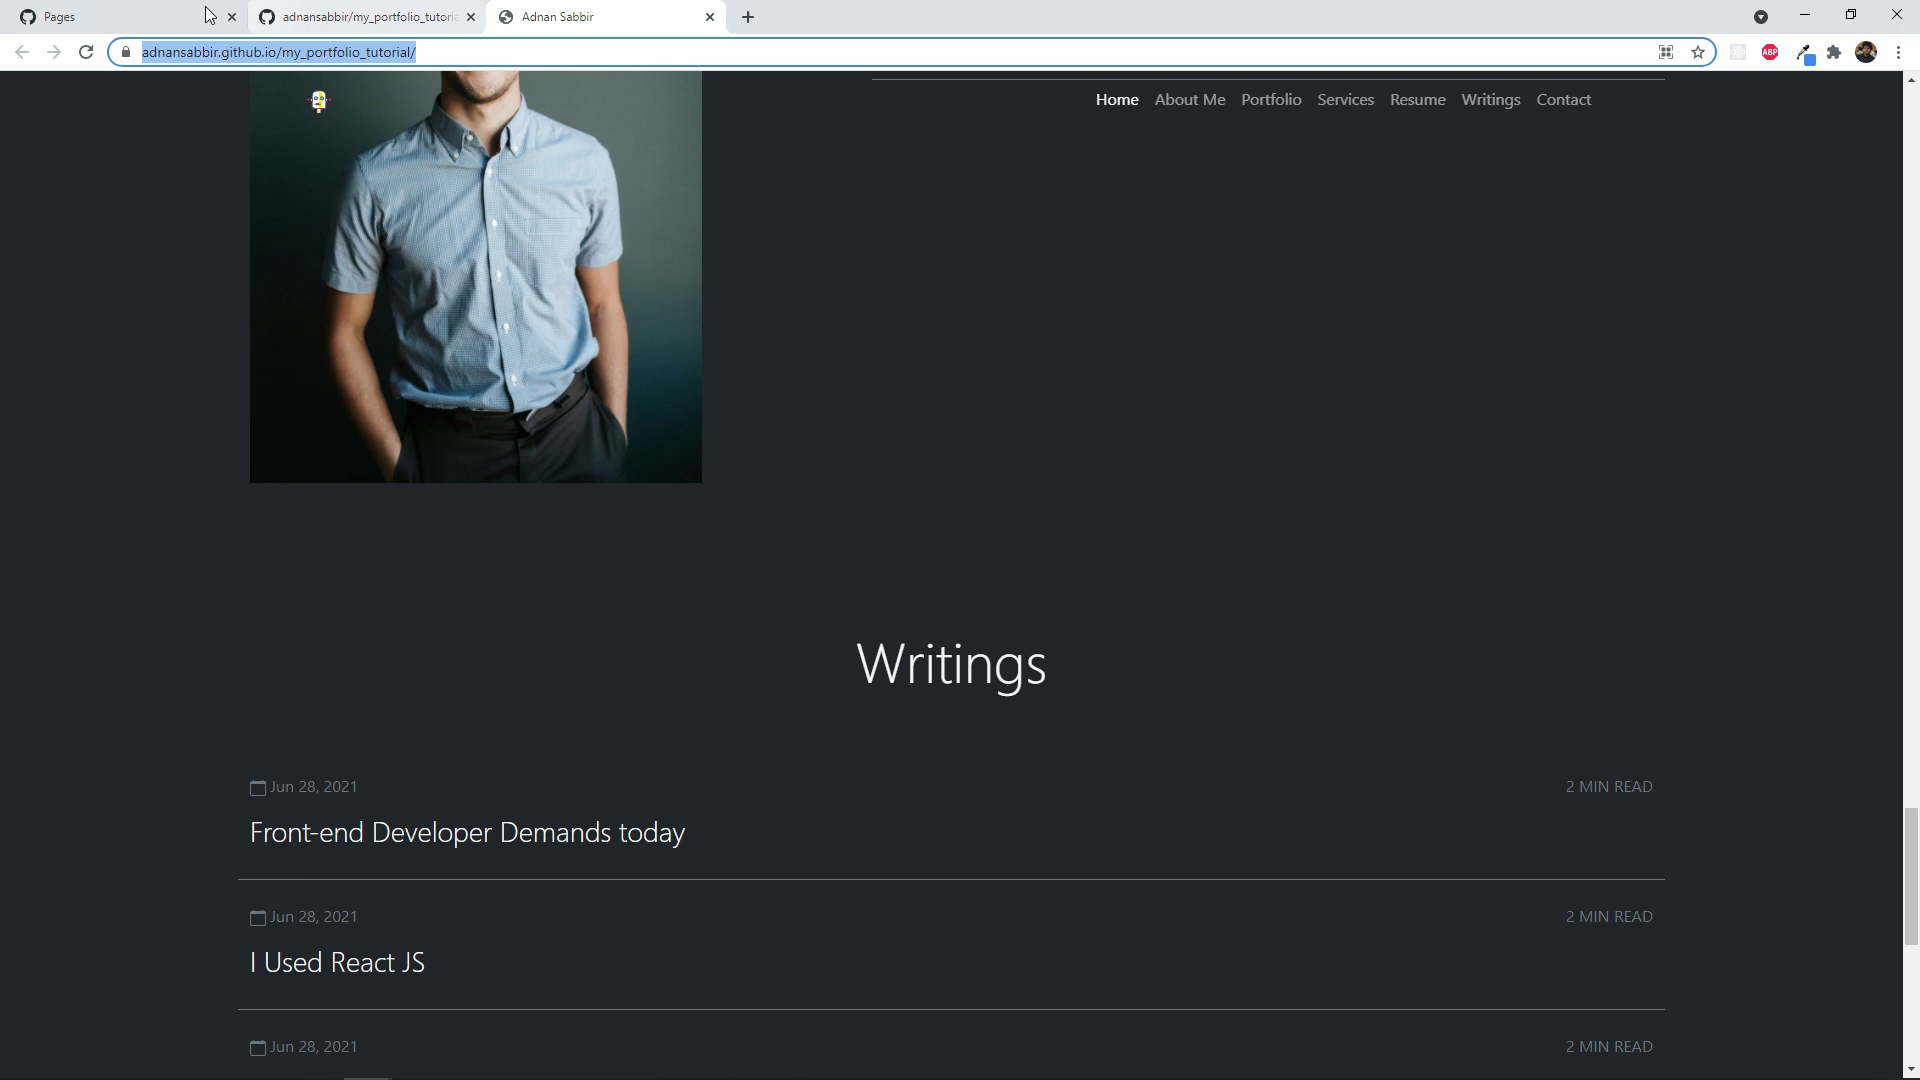 Pages
adnansabbir/my_portfolio_tutoria
Adnan Sabbir
adnansabbir.github.io/my_portfolio_tutorial/
ABP
Home About Me Portfolio Services Resume Writings Contact
Writings
Jun 28, 2021 2 MIN READ
Front-end Developer Demands today
Jun 28, 2021 2 MIN READ
I Used React JS
Jun 28, 2021 2 MIN READ